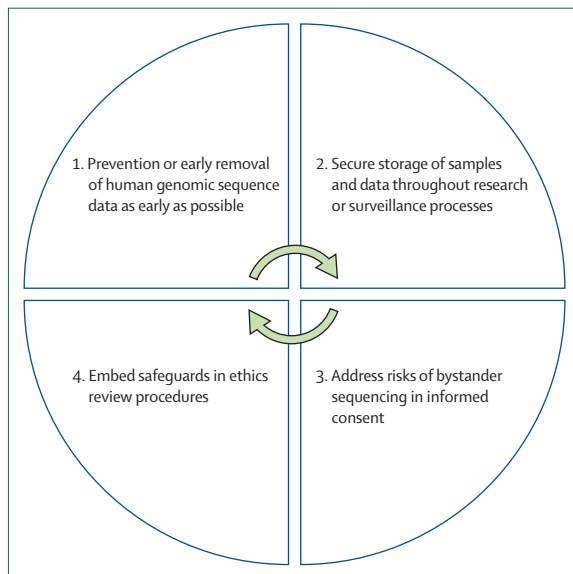 1. Prevention or early removal
of human genomic sequence
data as early as possible
2. Secure storage of samples
and data throughout research
or surveillance processes
4. Embed safeguards in ethics
review procedures
3. Address risks of bystander
sequencing in informed
consent